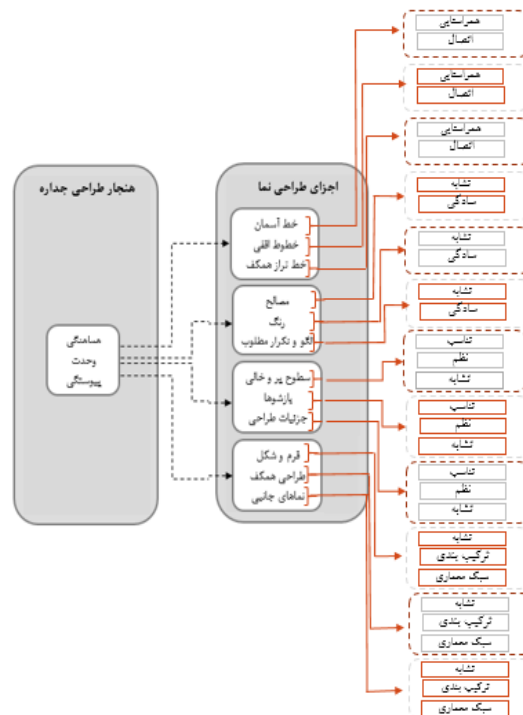 هنجار طراحی جداره
هماهنگی
وحدت
پیوستگی
اجزای طراحی نما
خط آسمان
خطوط افقی
خط تراز همکف
مصالح
رنگ
الگو و تکرار مطلوب
سطوح پر و خالی
بازشوها
جزئیات طراحی
فرم و شکل
طراحی همکف
نماهای جانبی
همراستایی
اتصال
همراستایی
اتصال
همراستایی
اتصال
تشابه
سادگی
تشابه
سادگی
تشابه
سادگی
تناسب
نظم
تشابه
تناسب
نظم
تشابه
تناسب
نظم
تشابه
تشابه
ترکیب بندی
سبک معماری
تشابه
ترکیب بندی
سبک معماری
تشابه
ترکیب بندی
سبک معماری